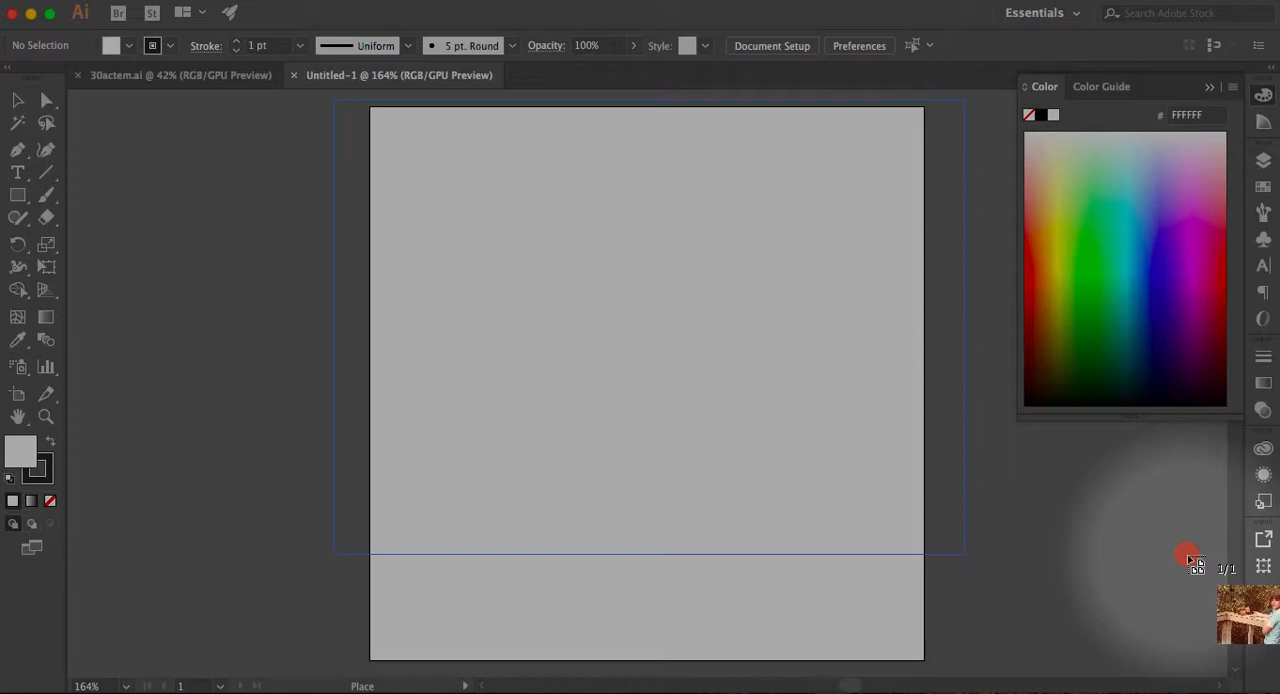 Ai Br St Essentials Search Adobe Stock
No Selection Stroke: 1 pt Uniform 5 pt. Round Opacity: 100% Style: Document Setup Preferences
× 30actem.ai @ 42% (RGB/GPU Preview) × Untitled-1 @ 164% (RGB/GPU Preview)
Color Color Guide
# FFFFFF
1/1
164% 1 Place